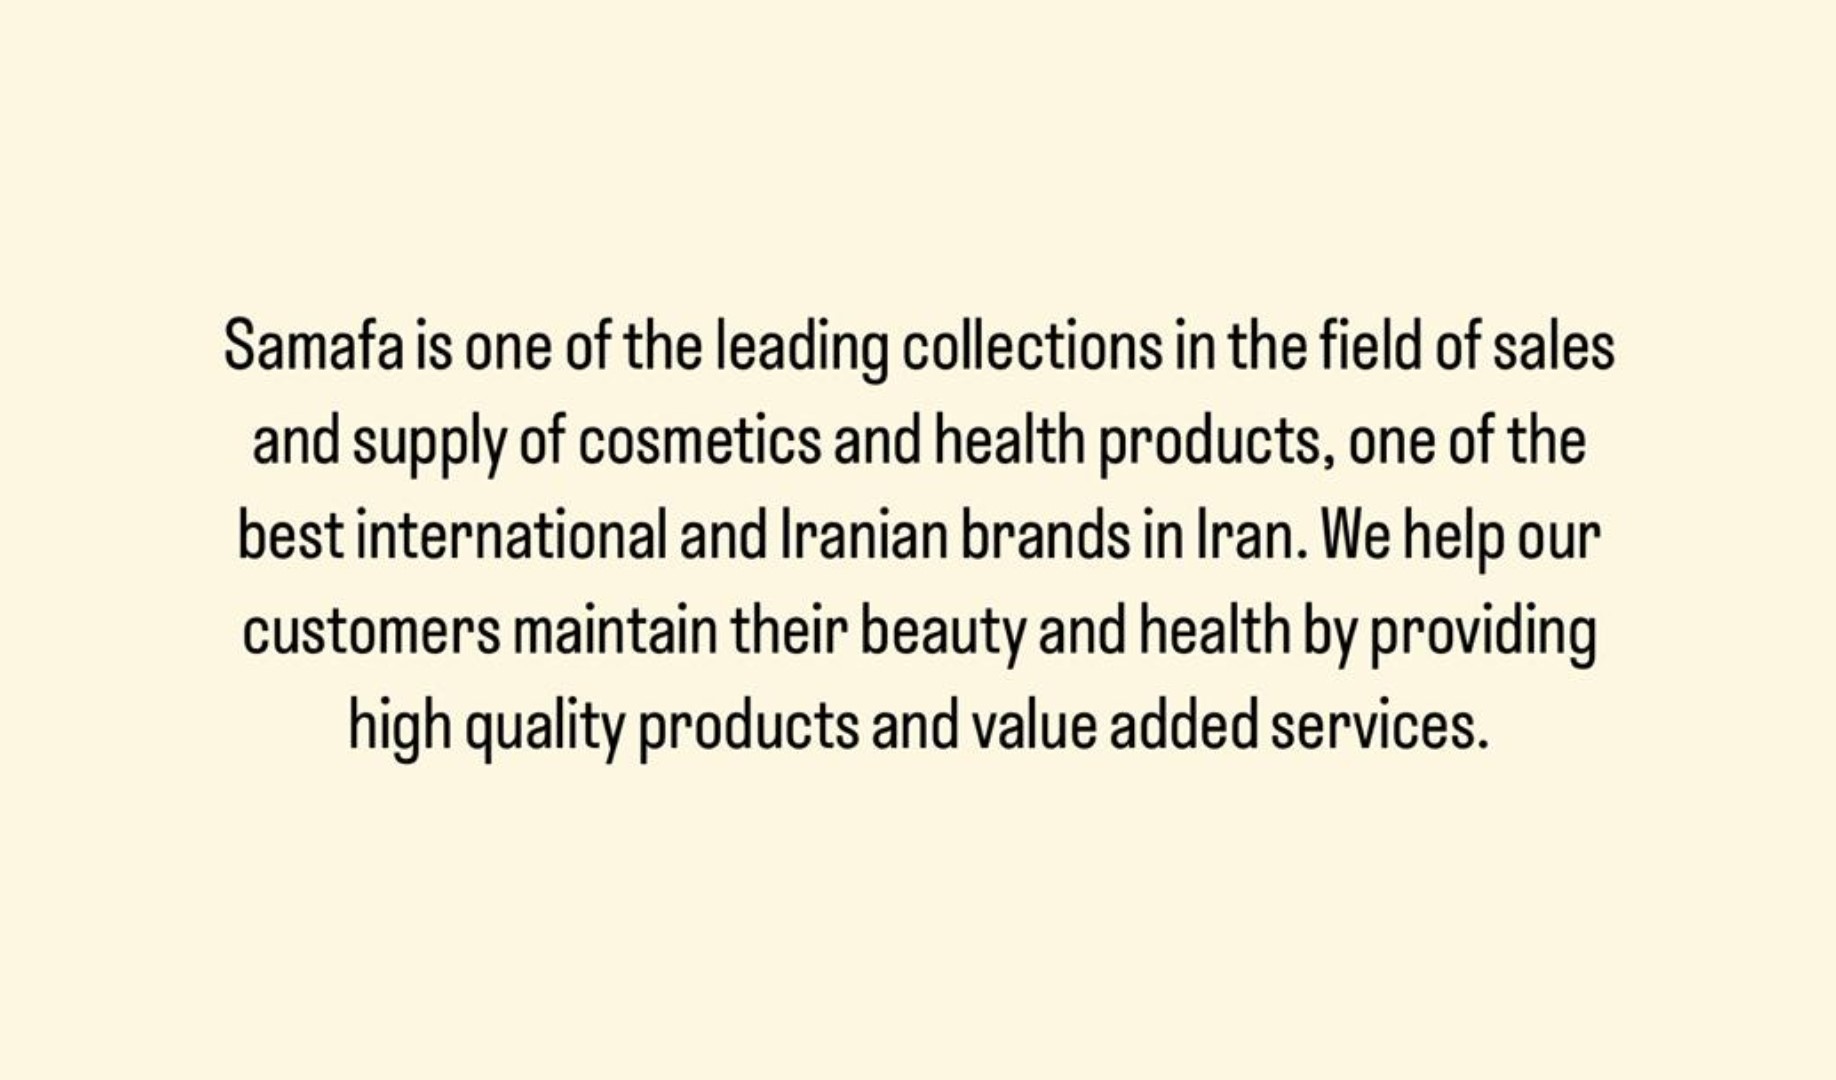 Samafa is one of the leading collections in the field of sales
and supply of cosmetics and health products, one of the
best international and Iranian brands in Iran. We help our
customers maintain their beauty and health by providing
high quality products and value added services.